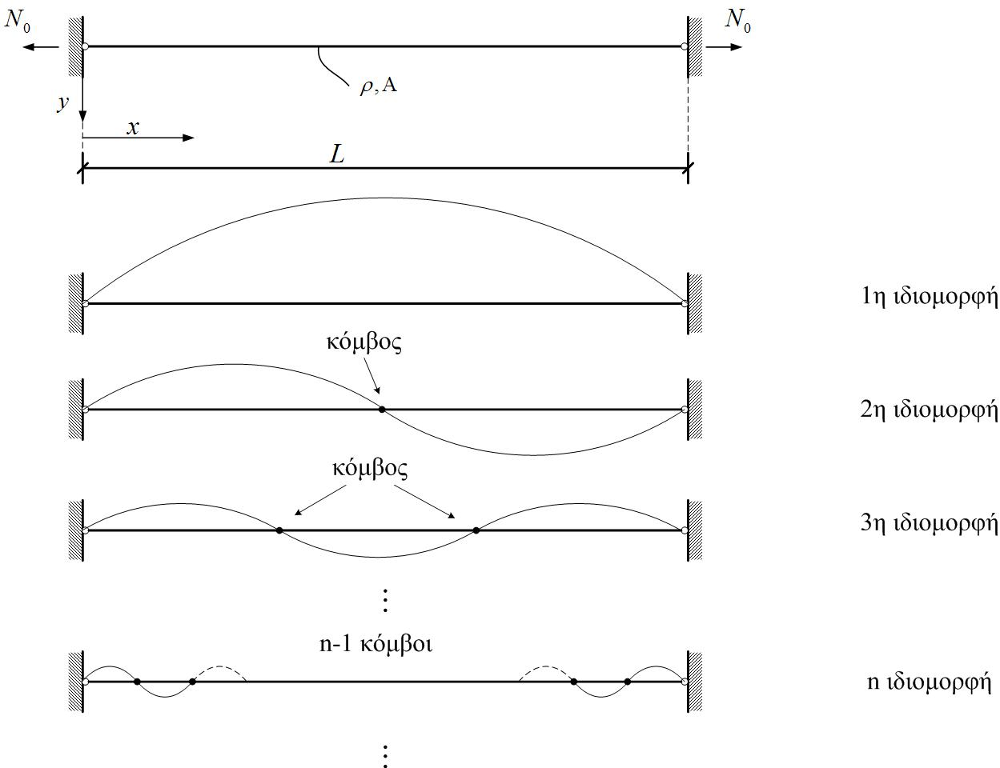 N₀ N₀
ρ, A
y
x
L
1η ιδιομορφή
κόμβος
2η ιδιομορφή
κόμβος
3η ιδιομορφή
n-1 κόμβοι
n ιδιομορφή